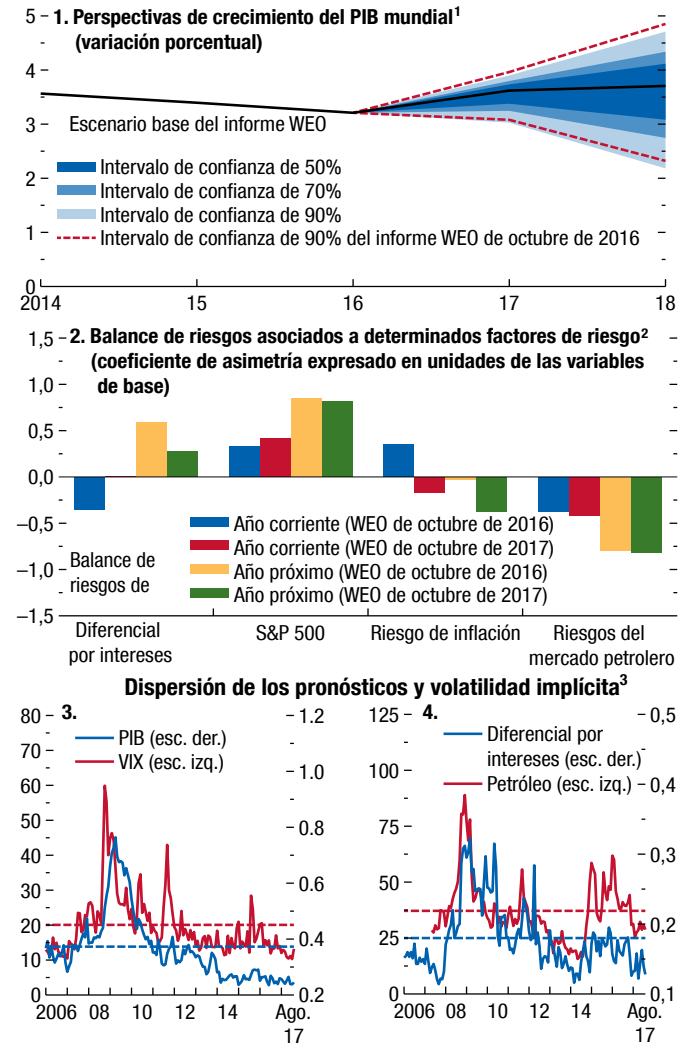 1. Perspectivas de crecimiento del PIB mundial¹
(variación porcentual)
5
4
3
2
1
0
Escenario base del informe WEO
Intervalo de confianza de 50%
Intervalo de confianza de 70%
Intervalo de confianza de 90%
Intervalo de confianza de 90% del informe WEO de octubre de 2016
2014 15 16 17 18
2. Balance de riesgos asociados a determinados factores de riesgo²
(coeficiente de asimetría expresado en unidades de las variables
de base)
1,5
1,0
0,5
0,0
–0,5
–1,0
–1,5
Balance de
riesgos de
Año corriente (WEO de octubre de 2016)
Año corriente (WEO de octubre de 2017)
Año próximo (WEO de octubre de 2016)
Año próximo (WEO de octubre de 2017)
Diferencial
por intereses
S&P 500
Riesgo de inflación
Riesgos del
mercado petrolero
Dispersión de los pronósticos y volatilidad implícita³
3.
PIB (esc. der.)
VIX (esc. izq.)
80
70
60
50
40
30
20
10
0
1.2
1.0
0.8
0.6
0.4
0.2
2006 08 10 12 14 Ago.
17
4.
Diferencial por
intereses (esc. der.)
Petróleo (esc. izq.)
125
100
75
50
25
0
0,5
0,4
0,3
0,2
0,1
2006 08 10 12 14 Ago.
17